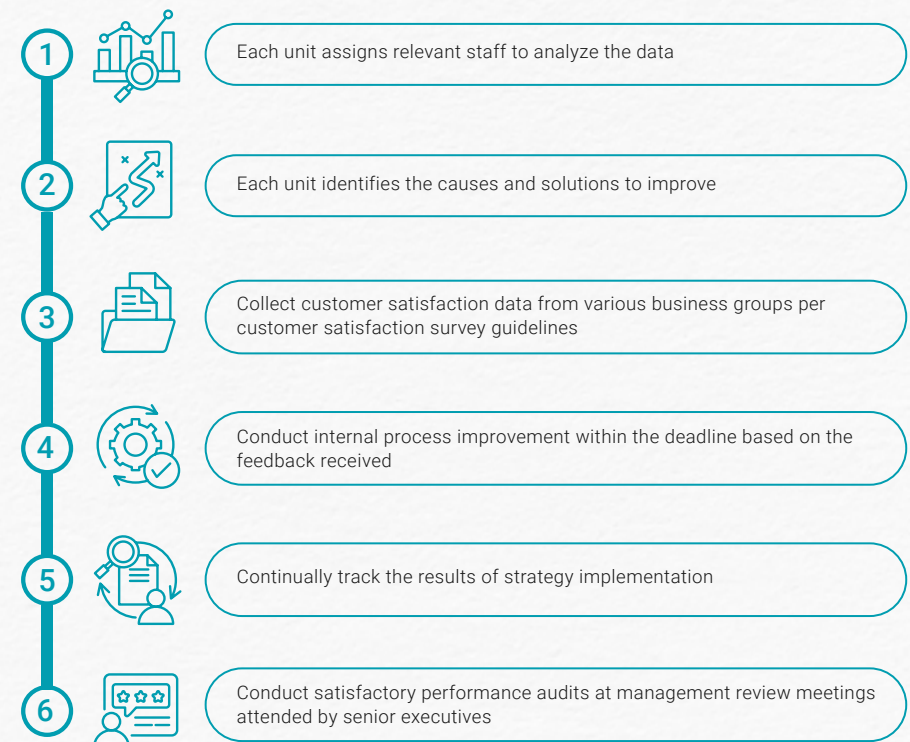 1
Each unit assigns relevant staff to analyze the data
2
Each unit identifies the causes and solutions to improve
3
Collect customer satisfaction data from various business groups per
customer satisfaction survey guidelines
4
Conduct internal process improvement within the deadline based on the
feedback received
5
Continually track the results of strategy implementation
6
Conduct satisfactory performance audits at management review meetings
attended by senior executives